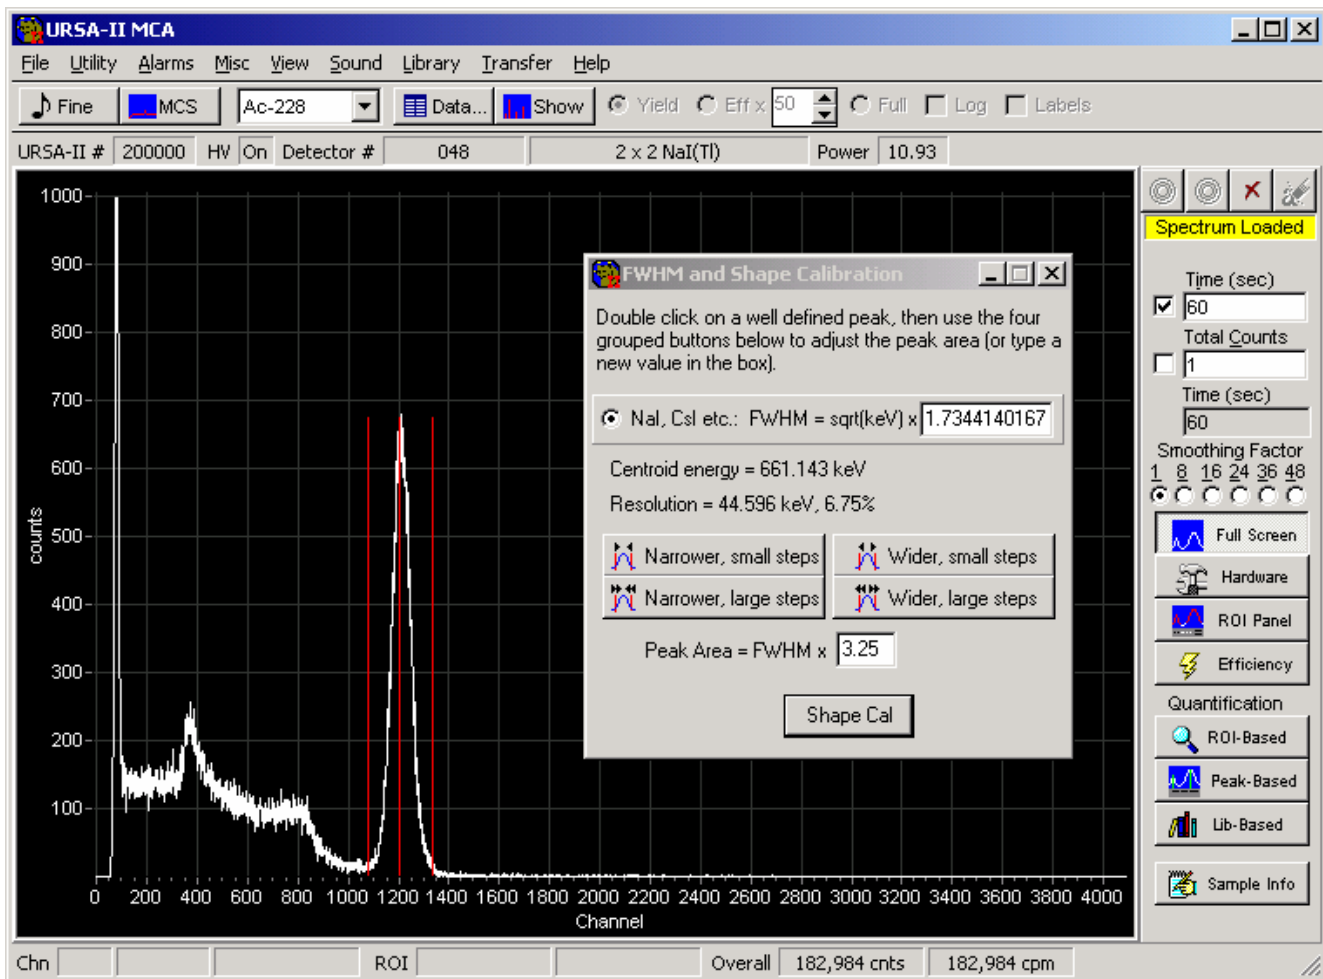 URSA-II MCA
File Utility Alarms Misc View Sound Library Transfer Help
Fine MCS Ac-228 Data... Show Yield Eff x 50 Full Log Labels
URSA-II # 200000 HV On Detector # 048 2 x 2 NaI(Tl) Power 10.93
1000
900
800
700
600
500
400
300
200
100
counts
0 200 400 600 800 1000 1200 1400 1600 1800 2000 2200 2400 2600 2800 3000 3200 3400 3600 3800 4000
Channel
FWHM and Shape Calibration
Double click on a well defined peak, then use the four
grouped buttons below to adjust the peak area (or type a
new value in the box).
NaI, CsI etc.: FWHM = sqrt(keV) x 1.7344140167
Centroid energy = 661.143 keV
Resolution = 44.596 keV, 6.75%
Narrower, small steps Wider, small steps
Narrower, large steps Wider, large steps
Peak Area = FWHM x 3.25
Shape Cal
Spectrum Loaded
Time (sec)
60
Total Counts
1
Time (sec)
60
Smoothing Factor
1 8 16 24 36 48
Full Screen
Hardware
ROI Panel
Efficiency
Quantification
ROI-Based
Peak-Based
Lib-Based
Sample Info
Chn ROI Overall 182,984 cnts 182,984 cpm